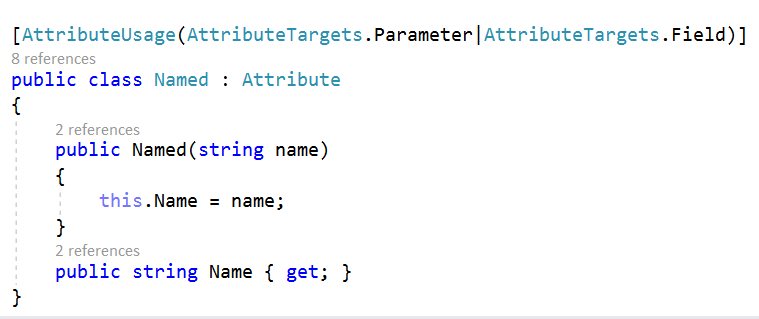 [AttributeUsage(AttributeTargets.Parameter|AttributeTargets.Field)]
8 references
public class Named : Attribute
{
2 references
public Named(string name)
{
this.Name = name;
}
2 references
public string Name { get; }
}